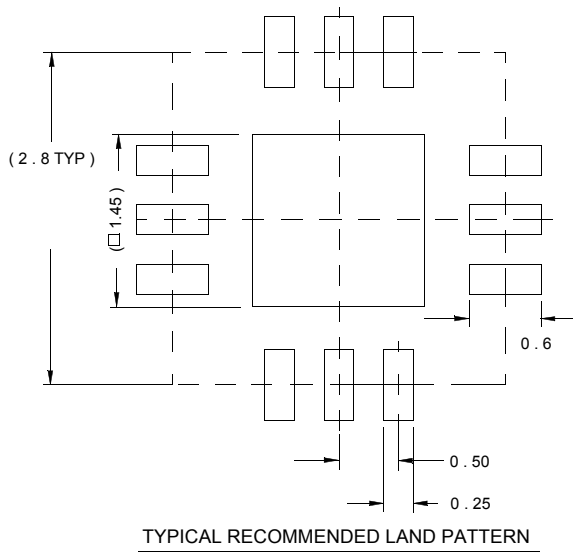 ( 2 . 8 TYP )
(□ 1.45 )
0 . 6
0 . 50
0 . 25
TYPICAL RECOMMENDED LAND PATTERN